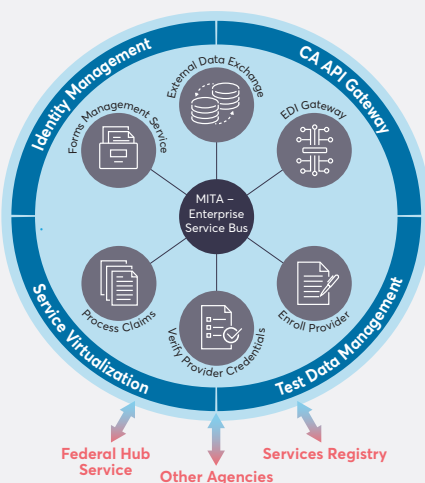 Identity Management
CA API Gateway
External Data Exchange
Forms Management Service
EDI Gateway
MITA –
Enterprise
Service Bus
Process Claims
Verify Provider Credentials
Enroll Provider
Service Virtualization
Test Data Management
Federal Hub
Service
Other Agencies
Services Registry